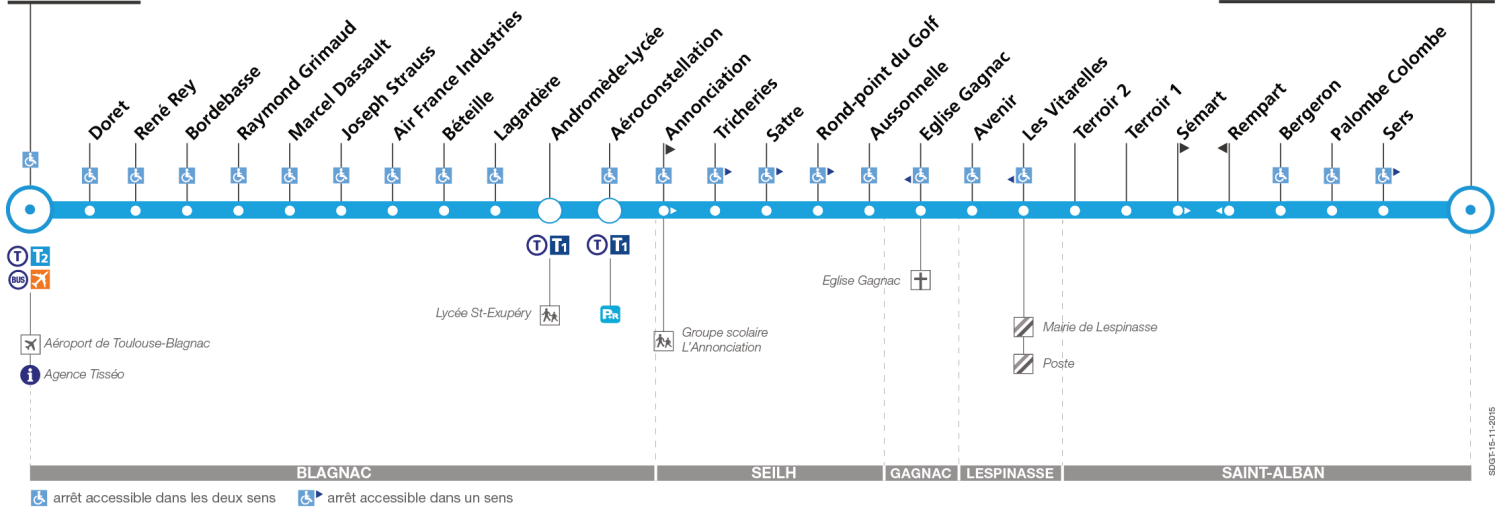 Doret
René Rey
Bordebasse
Raymond Grimaud
Marcel Dassault
Joseph Strauss
Air France Industries
Béteille
Lagardère
Andromède-Lycée
Aéroconstellation
Annonciation
Tricheries
Satre
Rond-point du Golf
Aussonnelle
Eglise Gagnac
Avenir
Les Vitarelles
Terroir 2
Terroir 1
Sémart
Rempart
Bergeron
Palombe Colombe
Sers
T T2
BUS
T T1
T T1
P+R
Eglise Gagnac
Lycée St-Exupéry
Groupe scolaire
L'Annonciation
Mairie de Lespinasse
Poste
Aéroport de Toulouse-Blagnac
i Agence Tisséo
BLAGNAC
SEILH
GAGNAC
LESPINASSE
SAINT-ALBAN
arrêt accessible dans les deux sens
arrêt accessible dans un sens
SDGT-15-11-2015